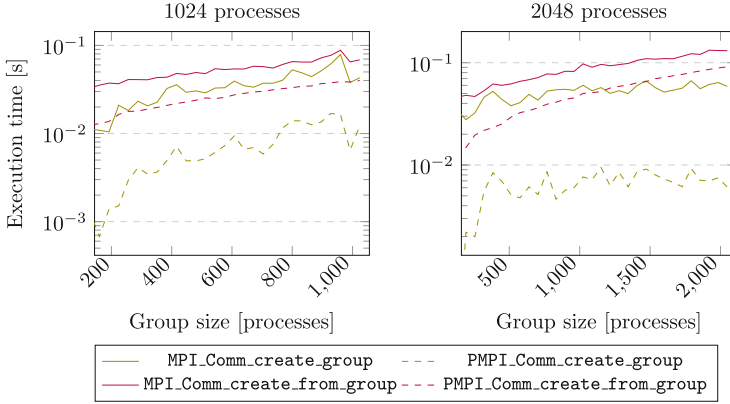 1024 processes
2048 processes
Execution time [s]
10⁻¹
10⁻²
10⁻³
200
400
600
800
1,000
Group size [processes]
10⁻¹
10⁻²
500
1,000
1,500
2,000
Group size [processes]
MPI_Comm_create_group
PMPI_Comm_create_group
MPI_Comm_create_from_group
PMPI_Comm_create_from_group